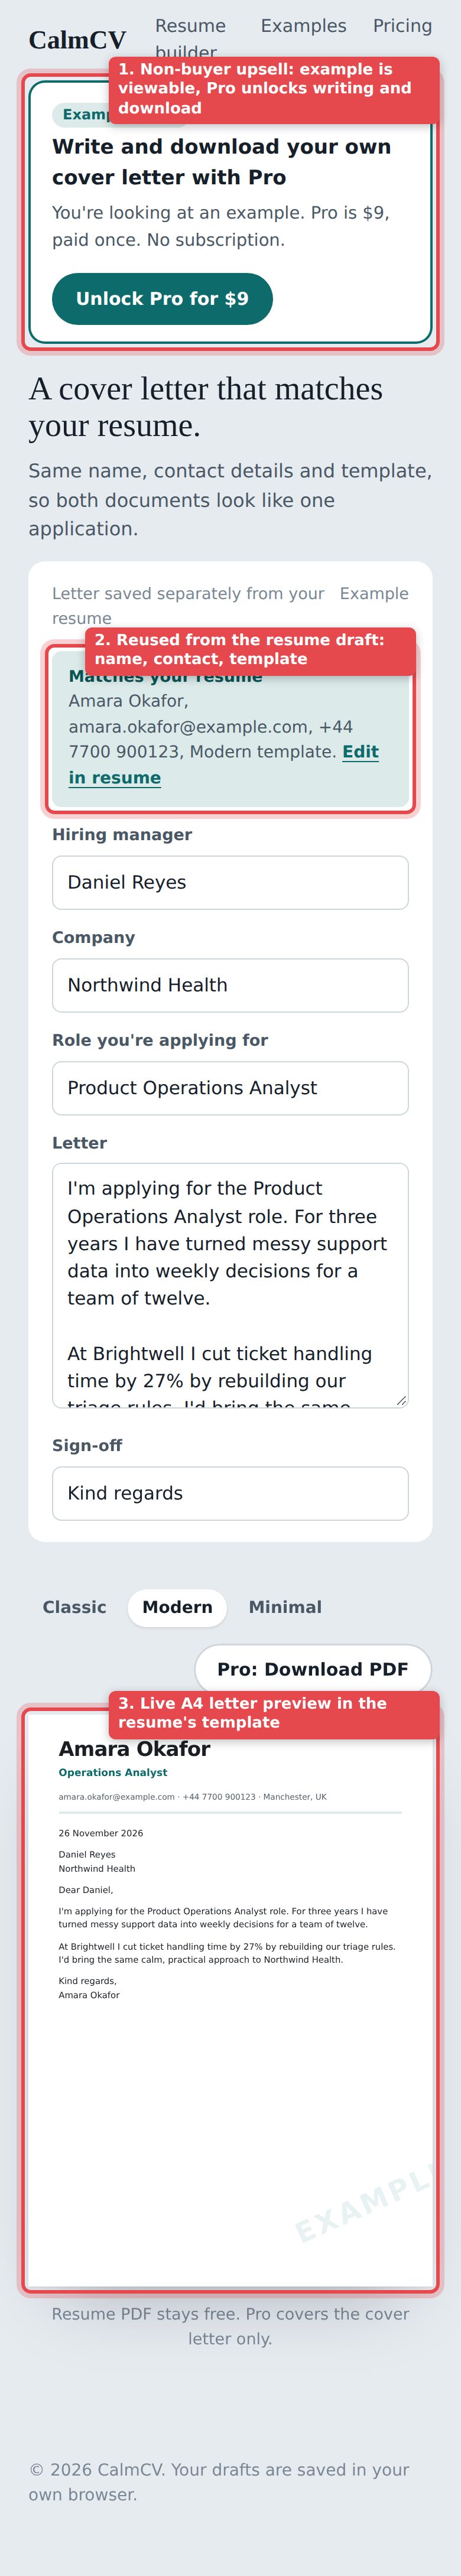 CalmCV
Resume Examples Pricing
builder
1. Non-buyer upsell: example is
viewable, Pro unlocks writing and
download
Write and download your own
cover letter with Pro
You're looking at an example. Pro is $9,
paid once. No subscription.
Unlock Pro for $9
A cover letter that matches
your resume.
Same name, contact details and template,
so both documents look like one
application.
Letter saved separately from your Example
resume
2. Reused from the resume draft:
name, contact, template
Matches your resume
Amara Okafor,
amara.okafor@example.com, +44
7700 900123, Modern template. Edit
in resume
Hiring manager
Daniel Reyes
Company
Northwind Health
Role you're applying for
Product Operations Analyst
Letter
I'm applying for the Product
Operations Analyst role. For three
years I have turned messy support
data into weekly decisions for a
team of twelve.
At Brightwell I cut ticket handling
time by 27% by rebuilding our
triage rules. I'd bring the same
Sign-off
Kind regards
Classic Modern Minimal
Pro: Download PDF
3. Live A4 letter preview in the
resume's template
Amara Okafor
Operations Analyst
amara.okafor@example.com · +44 7700 900123 · Manchester, UK
26 November 2026
Daniel Reyes
Northwind Health
Dear Daniel,
I'm applying for the Product Operations Analyst role. For three years I have
turned messy support data into weekly decisions for a team of twelve.
At Brightwell I cut ticket handling time by 27% by rebuilding our triage rules.
I'd bring the same calm, practical approach to Northwind Health.
Kind regards,
Amara Okafor
EXAMPL
Resume PDF stays free. Pro covers the cover
letter only.
© 2026 CalmCV. Your drafts are saved in your
own browser.